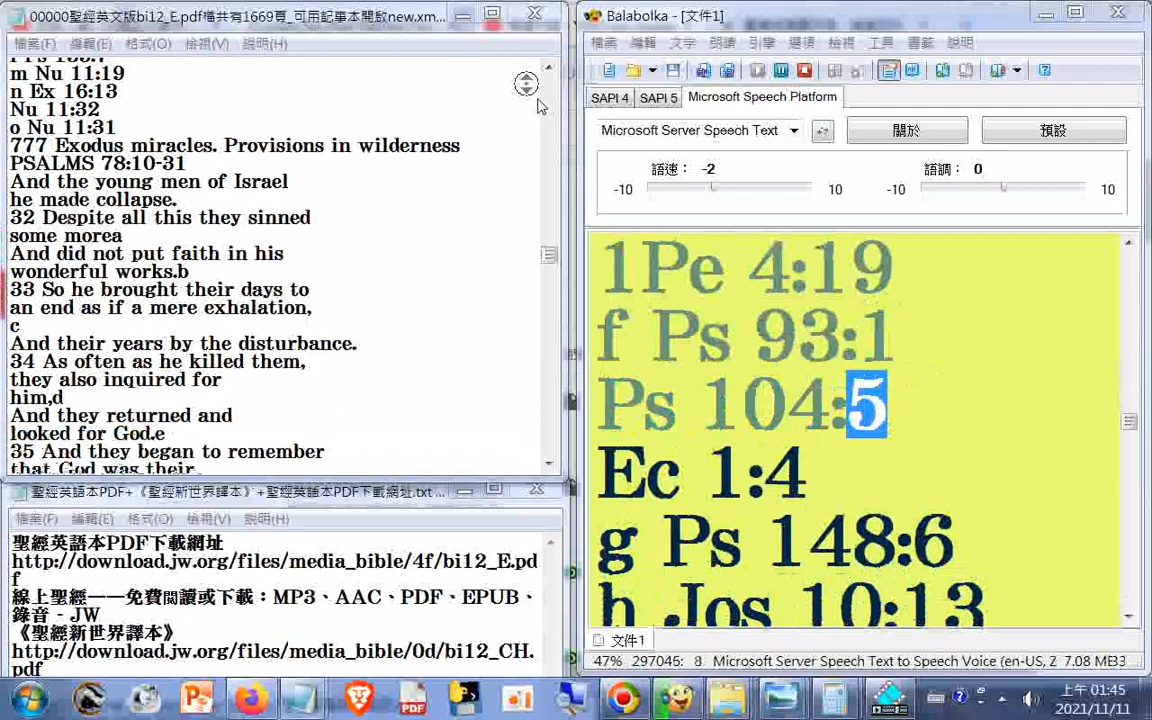 00000聖經英文版bi12_E.pdf檔共有1669頁_可用記事本開啟new.xm...
檔案(F) 編輯(E) 格式(O) 檢視(V) 說明(H)
m Nu 11:19
n Ex 16:13
Nu 11:32
o Nu 11:31
777 Exodus miracles. Provisions in wilderness
PSALMS 78:10-31
And the young men of Israel
he made collapse.
32 Despite all this they sinned
some morea
And did not put faith in his
wonderful works.b
33 So he brought their days to
an end as if a mere exhalation,
c
And their years by the disturbance.
34 As often as he killed them,
they also inquired for
him,d
And they returned and
looked for God.e
35 And they began to remember
that God was their
聖經英語本PDF+《聖經新世界譯本》+聖經英語本PDF下載網址.txt ...
檔案(F) 編輯(E) 格式(O) 檢視(V) 說明(H)
聖經英語本PDF下載網址
http://download.jw.org/files/media_bible/4f/bi12_E.pd
f
線上聖經——免費閱讀或下載：MP3、AAC、PDF、EPUB、
錄音 - JW
《聖經新世界譯本》
http://download.jw.org/files/media_bible/0d/bi12_CH.
pdf
Balabolka - [文件1]
檔案 編輯 文字 朗讀 引擎 選項 檢視 工具 書籤 說明
SAPI 4 SAPI 5 Microsoft Speech Platform
Microsoft Server Speech Text 關於 預設
語速： -2 語調： 0
-10 10 -10 10
1Pe 4:19
f Ps 93:1
Ps 104:5
Ec 1:4
g Ps 148:6
h Jos 10:13
文件1
47% 297045: 8 Microsoft Server Speech Text to Speech Voice (en-US, Z 7.08 MB
上午 01:45
2021/11/11